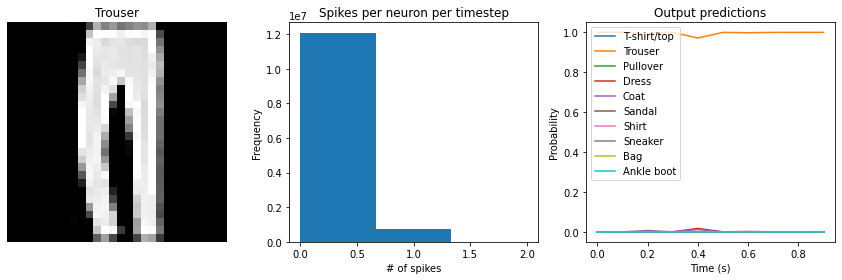 Trouser
Spikes per neuron per timestep
1e7
Frequency
1.2
1.0
0.8
0.6
0.4
0.2
0.0
0.0 0.5 1.0 1.5 2.0
# of spikes
Output predictions
Probability
1.0
0.8
0.6
0.4
0.2
0.0
T-shirt/top
Trouser
Pullover
Dress
Coat
Sandal
Shirt
Sneaker
Bag
Ankle boot
0.0 0.2 0.4 0.6 0.8
Time (s)